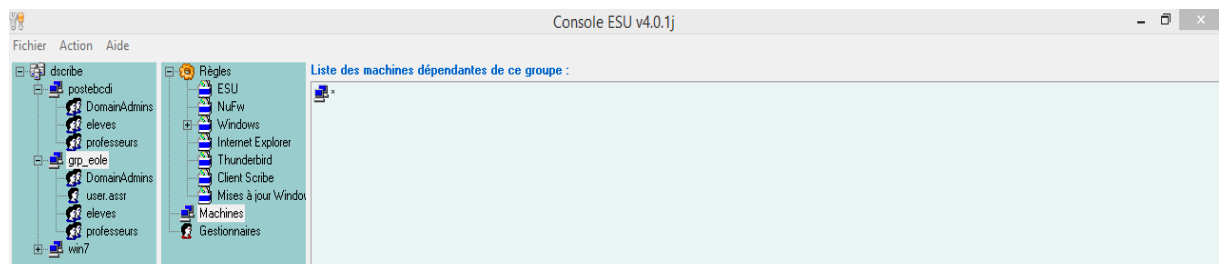 Console ESU v4.0.1j
Fichier Action Aide
dscribe
postebcdi
DomainAdmins
eleves
professeurs
grp_eole
DomainAdmins
user.assr
eleves
professeurs
win7
Règles
ESU
NuFw
Windows
Internet Explorer
Thunderbird
Client Scribe
Mises à jour Windov
Machines
Gestionnaires
Liste des machines dépendantes de ce groupe :
*